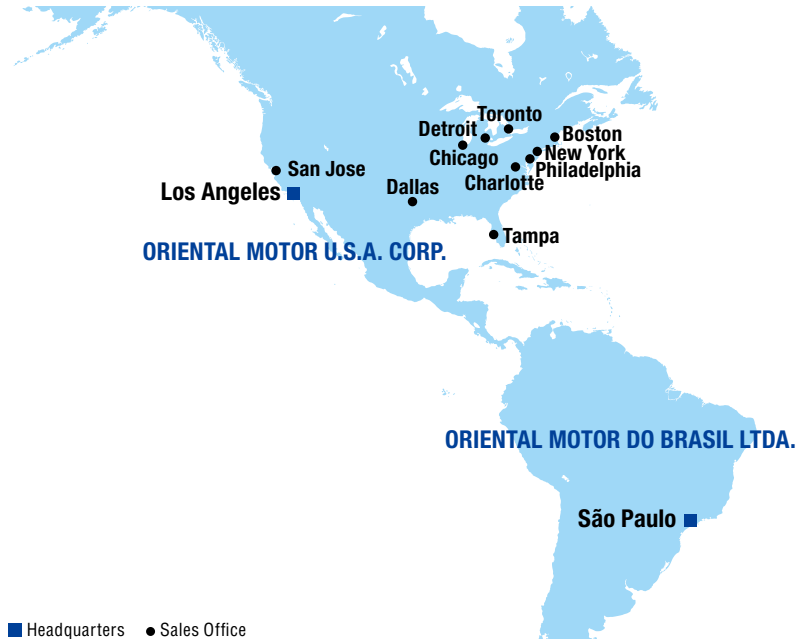 Toronto
Detroit
Boston
Chicago
New York
Philadelphia
San Jose
Charlotte
Los Angeles
Dallas
Tampa
ORIENTAL MOTOR U.S.A. CORP.
ORIENTAL MOTOR DO BRASIL LTDA.
São Paulo
Headquarters
Sales Office